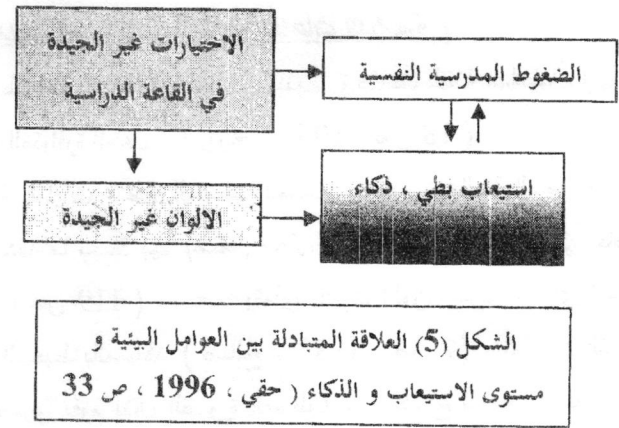 الاختيارات غير الجيدة
في القاعة الدراسية
الضغوط المدرسية النفسية
استيعاب بطي ، ذكاء
الالوان غير الجيدة
الشكل (5) العلاقة المتبادلة بين العوامل البيئية و
مستوى الاستيعاب و الذكاء ( حقي ، 1996 ، ص 33